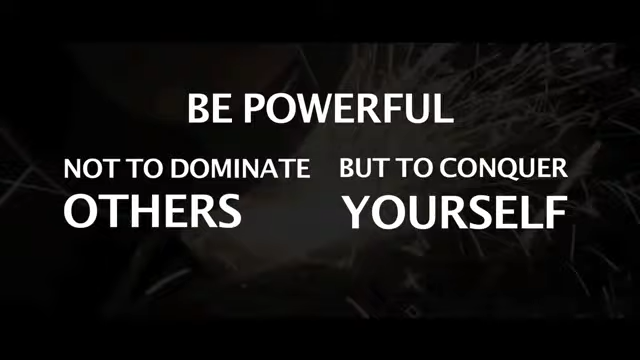 BE POWERFUL
NOT TO DOMINATE
OTHERS
BUT TO CONQUER
YOURSELF